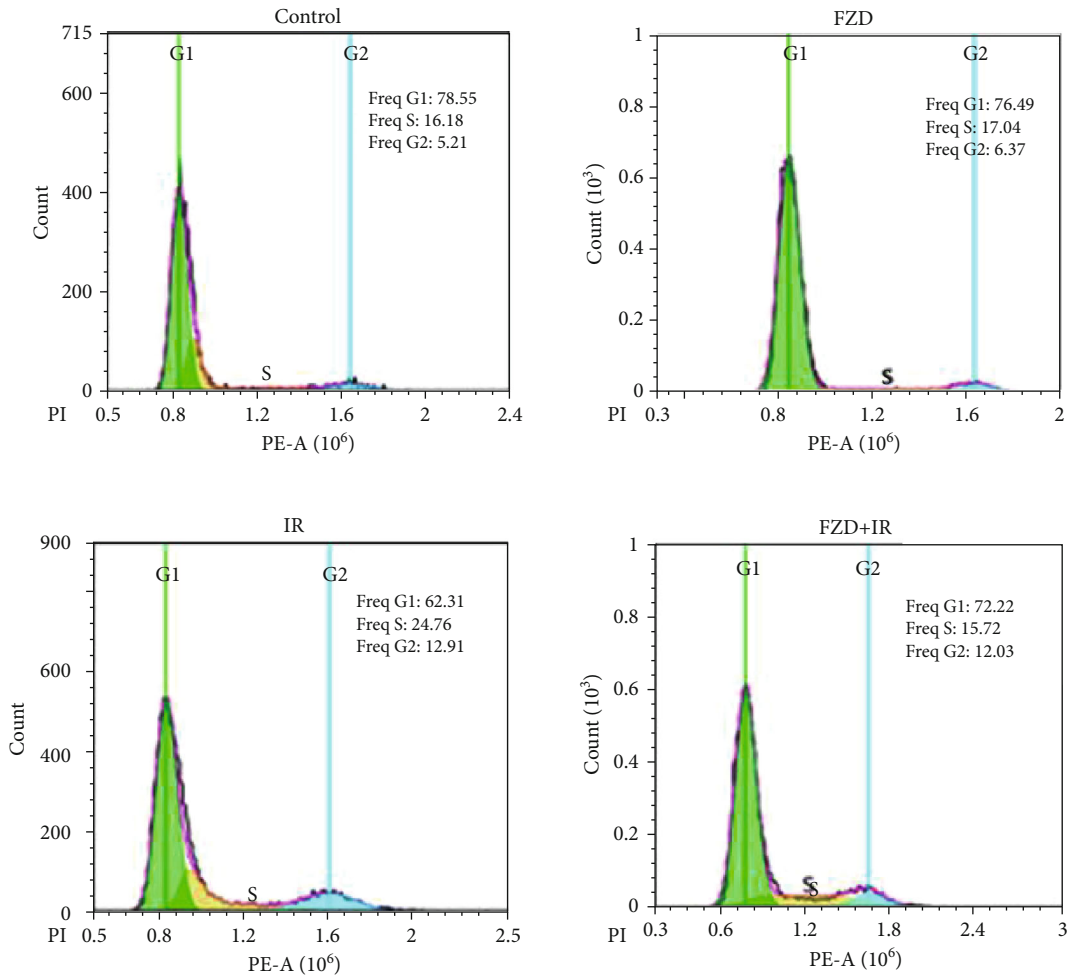 Control
715
600
400
200
0
Count
G1
G2
Freq G1: 78.55
Freq S: 16.18
Freq G2: 5.21
S
PI
0.5 0.8 1.2 1.6 2 2.4
PE-A (10⁶)
FZD
1
0.8
0.6
0.4
0.2
0
Count (10³)
G1
G2
Freq G1: 76.49
Freq S: 17.04
Freq G2: 6.37
S
PI
0.3 0.8 1.2 1.6 2
PE-A (10⁶)
IR
900
600
400
200
0
Count
G1
G2
Freq G1: 62.31
Freq S: 24.76
Freq G2: 12.91
S
PI
0.5 0.8 1.2 1.6 2 2.5
PE-A (10⁶)
FZD+IR
1
0.8
0.6
0.4
0.2
0
Count (10³)
G1
G2
Freq G1: 72.22
Freq S: 15.72
Freq G2: 12.03
S
S
PI
0.3 0.6 1.2 1.8 2.4 3
PE-A (10⁶)